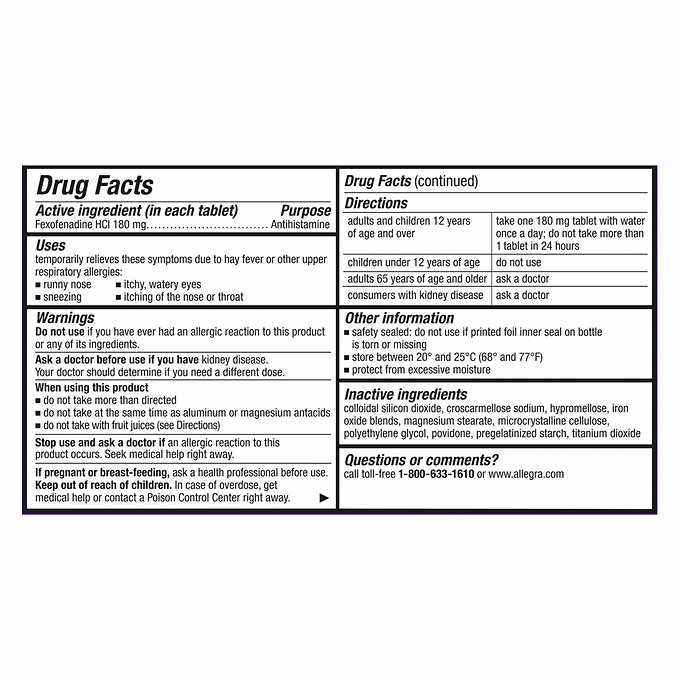 Drug Facts
Active ingredient (in each tablet) Purpose
Fexofenadine HCl 180 mg.............................. Antihistamine
Uses
temporarily relieves these symptoms due to hay fever or other upper
respiratory allergies:
■ runny nose ■ itchy, watery eyes
■ sneezing ■ itching of the nose or throat
Warnings
Do not use if you have ever had an allergic reaction to this product
or any of its ingredients.
Ask a doctor before use if you have kidney disease.
Your doctor should determine if you need a different dose.
When using this product
■ do not take more than directed
■ do not take at the same time as aluminum or magnesium antacids
■ do not take with fruit juices (see Directions)
Stop use and ask a doctor if an allergic reaction to this
product occurs. Seek medical help right away.
If pregnant or breast-feeding, ask a health professional before use.
Keep out of reach of children. In case of overdose, get
medical help or contact a Poison Control Center right away. ▶
Drug Facts (continued)
Directions
adults and children 12 years
of age and over
take one 180 mg tablet with water
once a day; do not take more than
1 tablet in 24 hours
children under 12 years of age do not use
adults 65 years of age and older ask a doctor
consumers with kidney disease ask a doctor
Other information
■ safety sealed: do not use if printed foil inner seal on bottle
is torn or missing
■ store between 20° and 25°C (68° and 77°F)
■ protect from excessive moisture
Inactive ingredients
colloidal silicon dioxide, croscarmellose sodium, hypromellose, iron
oxide blends, magnesium stearate, microcrystalline cellulose,
polyethylene glycol, povidone, pregelatinized starch, titanium dioxide
Questions or comments?
call toll-free 1-800-633-1610 or www.allegra.com